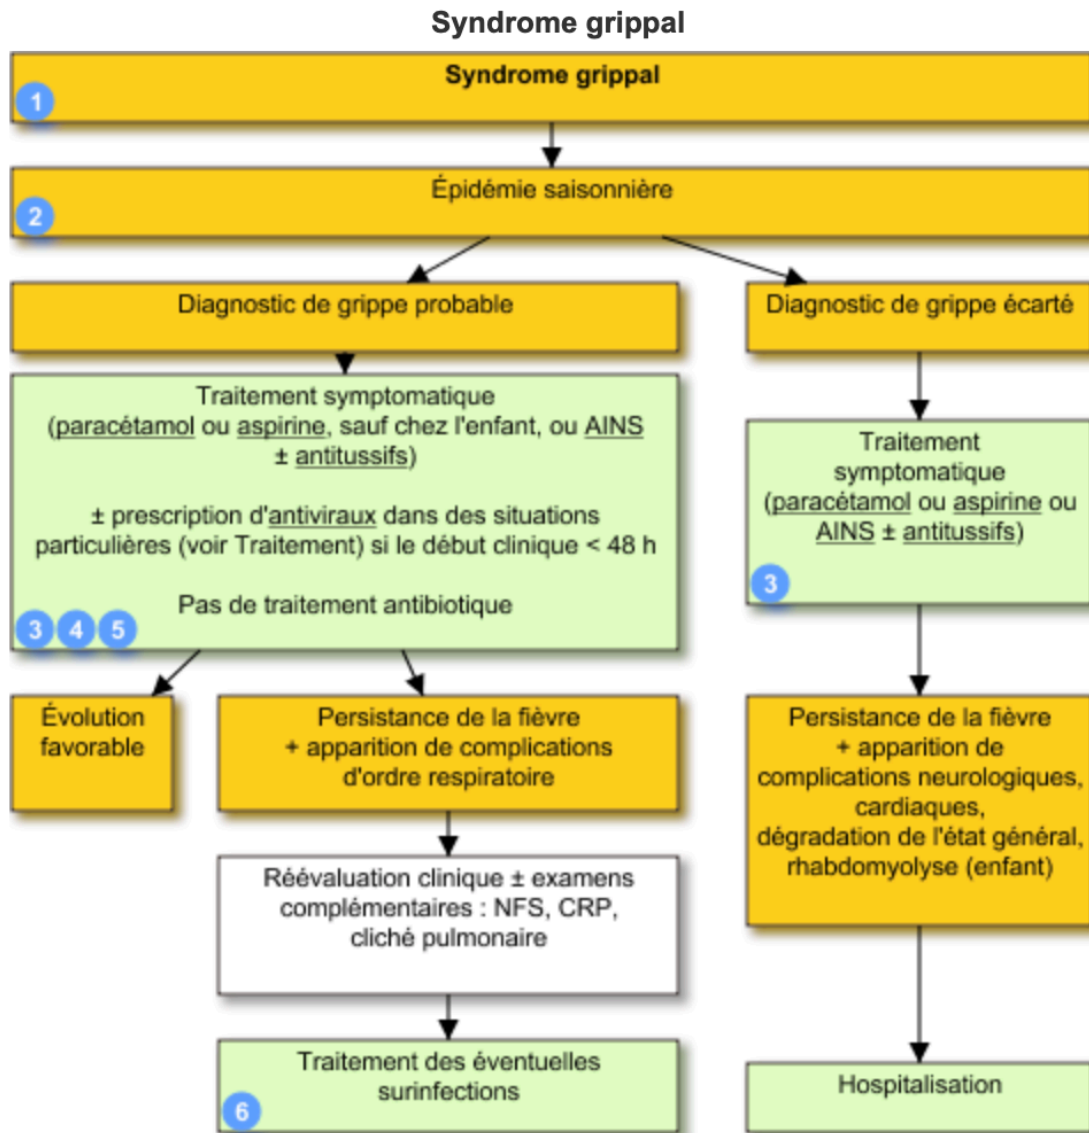 Syndrome grippal
Syndrome grippal
1
Épidémie saisonnière
2
Diagnostic de grippe probable
Diagnostic de grippe écarté
Traitement symptomatique
(paracétamol ou aspirine, sauf chez l'enfant, ou AINS
± antitussifs)
± prescription d'antiviraux dans des situations
particulières (voir Traitement) si le début clinique < 48 h
Pas de traitement antibiotique
3 4 5
Traitement
symptomatique
(paracétamol ou aspirine ou
AINS ± antitussifs)
3
Évolution
favorable
Persistance de la fièvre
+ apparition de complications
d'ordre respiratoire
Persistance de la fièvre
+ apparition de
complications neurologiques,
cardiaques,
dégradation de l'état général,
rhabdomyolyse (enfant)
Réévaluation clinique ± examens
complémentaires : NFS, CRP,
cliché pulmonaire
Traitement des éventuelles
surinfections
6
Hospitalisation